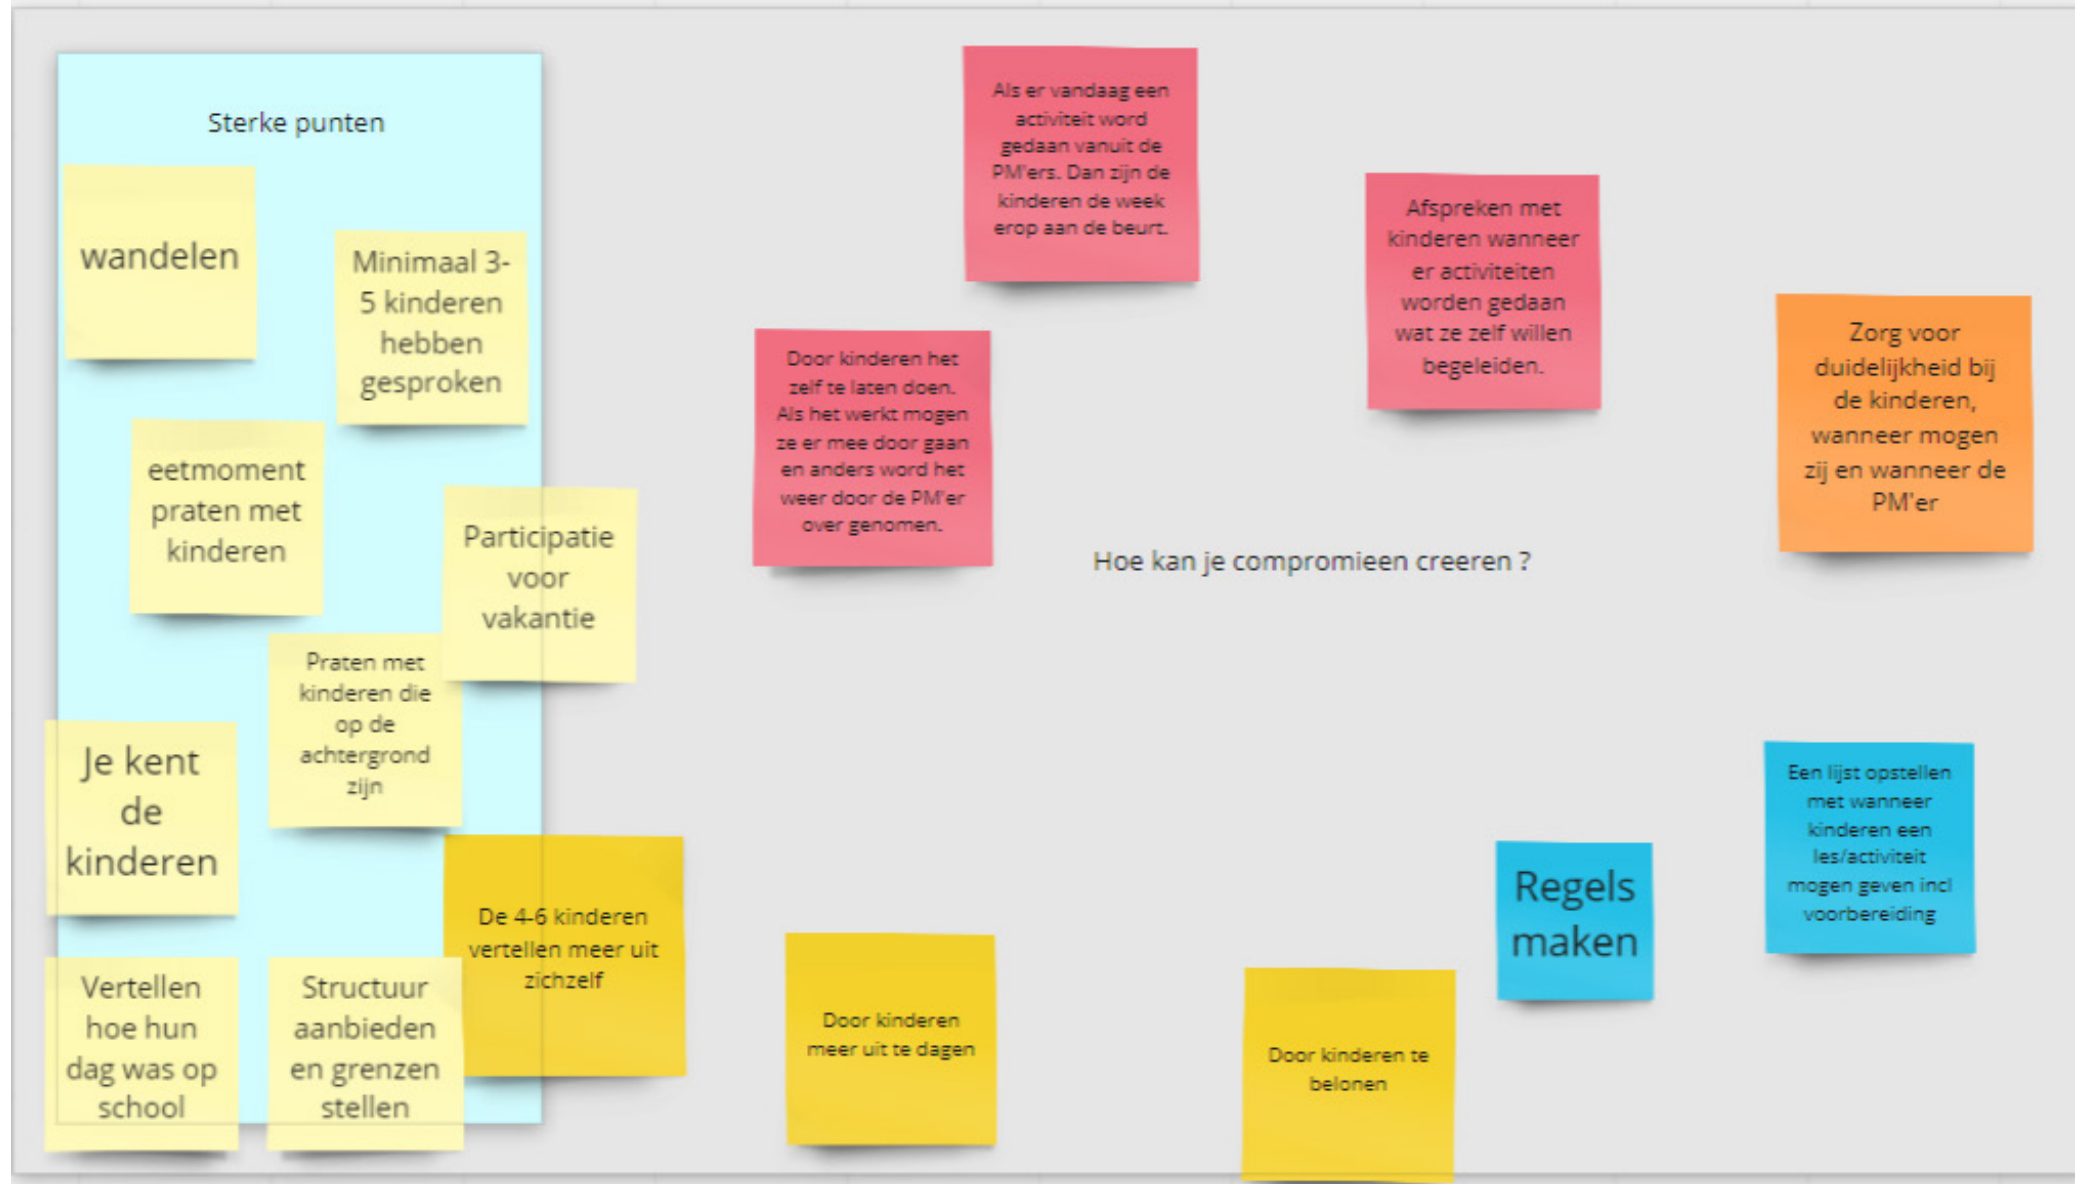 Sterke punten
wandelen
Minimaal 3-
5 kinderen
hebben
gesproken
eetmoment
praten met
kinderen
Participatie
voor
vakantie
Praten met
kinderen die
op de
achtergrond
zijn
Je kent
de
kinderen
De 4-6 kinderen
vertellen meer uit
zichzelf
Vertellen
hoe hun
dag was op
school
Structuur
aanbieden
en grenzen
stellen
Als er vandaag een
activiteit word
gedaan vanuit de
PM'ers. Dan zijn de
kinderen de week
erop aan de beurt.
Afspreken met
kinderen wanneer
er activiteiten
worden gedaan
wat ze zelf willen
begeleiden.
Door kinderen het
zelf te laten doen.
Als het werkt mogen
ze er mee door gaan
en anders word het
weer door de PM'er
over genomen.
Zorg voor
duidelijkheid bij
de kinderen,
wanneer mogen
zij en wanneer de
PM'er
Hoe kan je compromieen creeren ?
Een lijst opstellen
met wanneer
kinderen een
les/activiteit
mogen geven incl
voorbereiding
Regels
maken
Door kinderen
meer uit te dagen
Door kinderen te
belonen